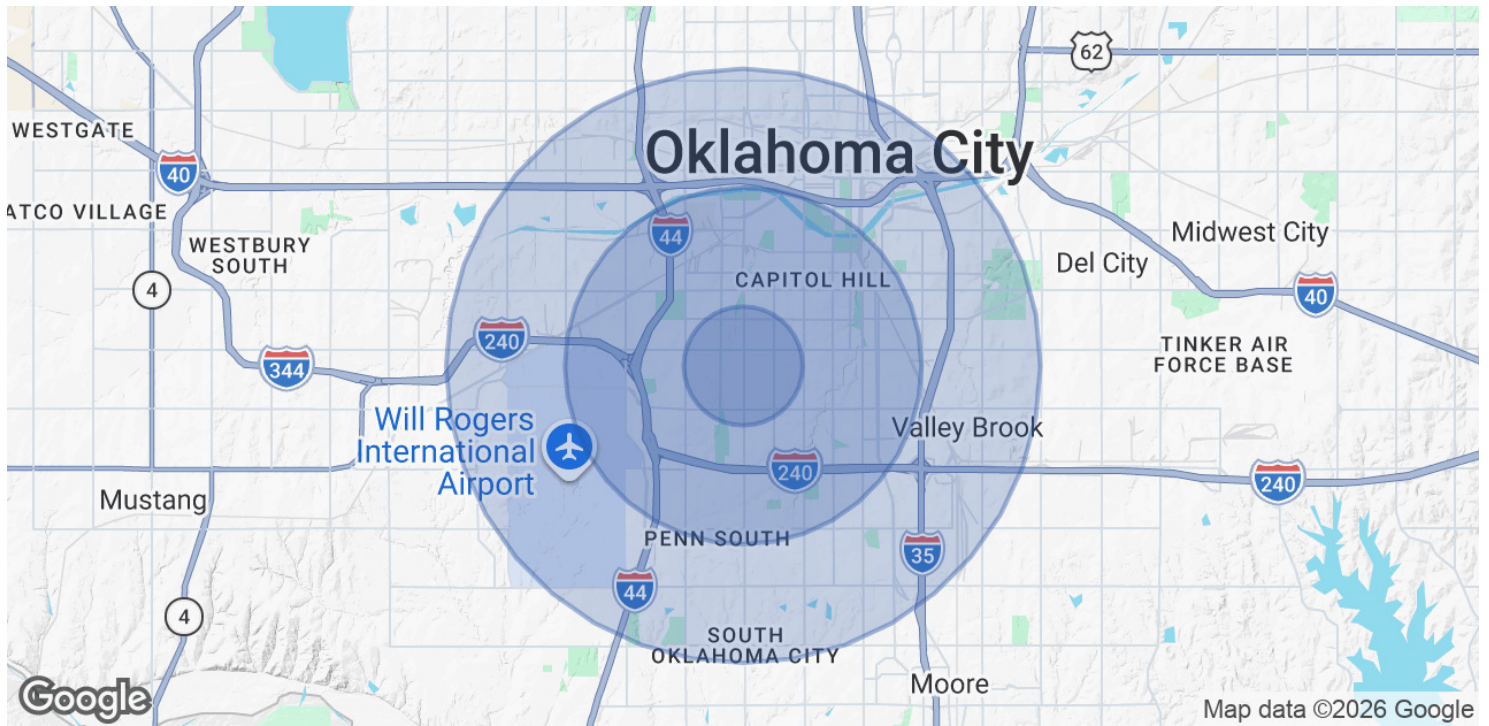 62
Oklahoma City
WESTGATE
40
ATCO VILLAGE
44
WESTBURY
SOUTH
Midwest City
Del City
4
CAPITOL HILL
40
240
344
TINKER AIR
FORCE BASE
Will Rogers
International
Airport
Valley Brook
240
240
Mustang
PENN SOUTH
35
44
4
SOUTH
OKLAHOMA CITY
Moore
Google
Map data ©2026 Google